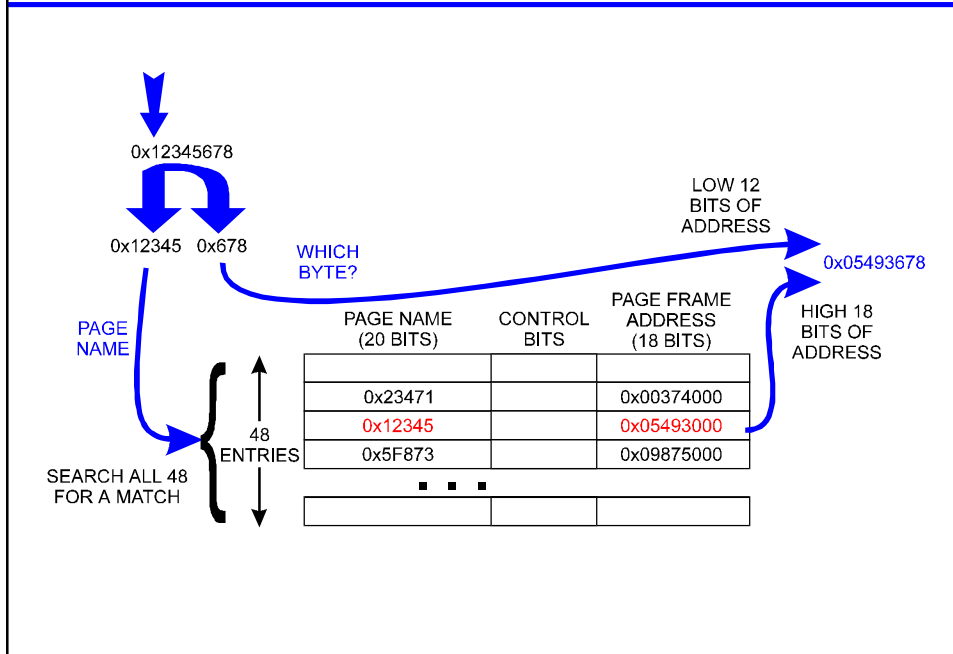 0x12345678
0x12345
0x678
WHICH
BYTE?
LOW 12
BITS OF
ADDRESS
0x05493678
HIGH 18
BITS OF
ADDRESS
PAGE
NAME
SEARCH ALL 48
FOR A MATCH
48
ENTRIES
PAGE NAME
(20 BITS)
CONTROL
BITS
PAGE FRAME
ADDRESS
(18 BITS)
0x23471
0x00374000
0x12345
0x05493000
0x5F873
0x09875000
. . .